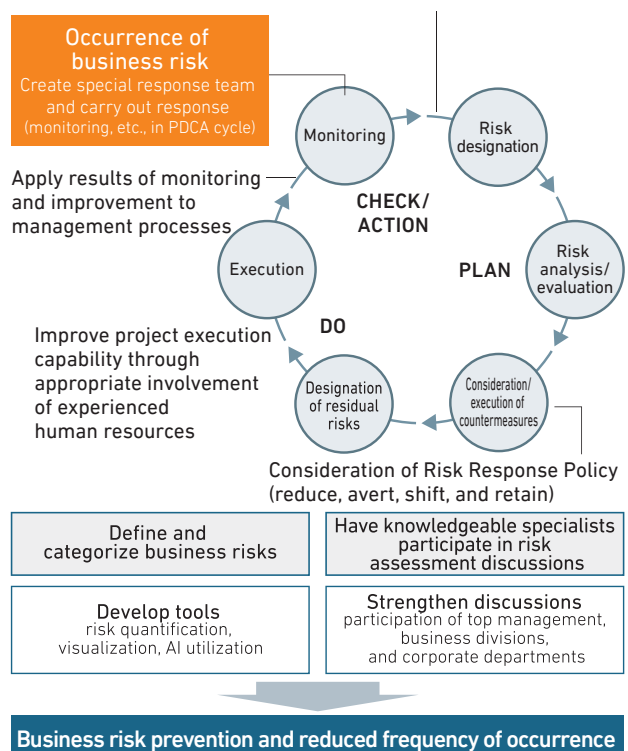 Occurrence of
business risk
Create special response team
and carry out response
(monitoring, etc., in PDCA cycle)
Monitoring
Risk
designation
Apply results of monitoring
and improvement to
management processes
CHECK/
ACTION
Execution
PLAN
Risk
analysis/
evaluation
DO
Improve project execution
capability through
appropriate involvement
of experienced
human resources
Designation
of residual
risks
Consideration/
execution of
countermeasures
Consideration of Risk Response Policy
(reduce, avert, shift, and retain)
Define and
categorize business risks
Have knowledgeable specialists
participate in risk
assessment discussions
Develop tools
risk quantification,
visualization, AI utilization
Strengthen discussions
participation of top management,
business divisions,
and corporate departments
Business risk prevention and reduced frequency of occurrence